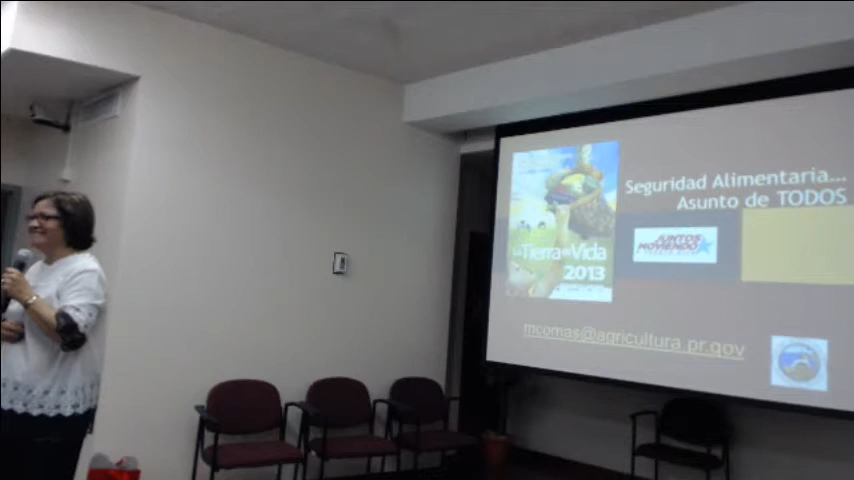 Seguridad Alimentaria...
Asunto de TODOS
Tierra es Vida
2013
JUNTOS
MOVIENDO
mcomas@agricultura.pr.gov